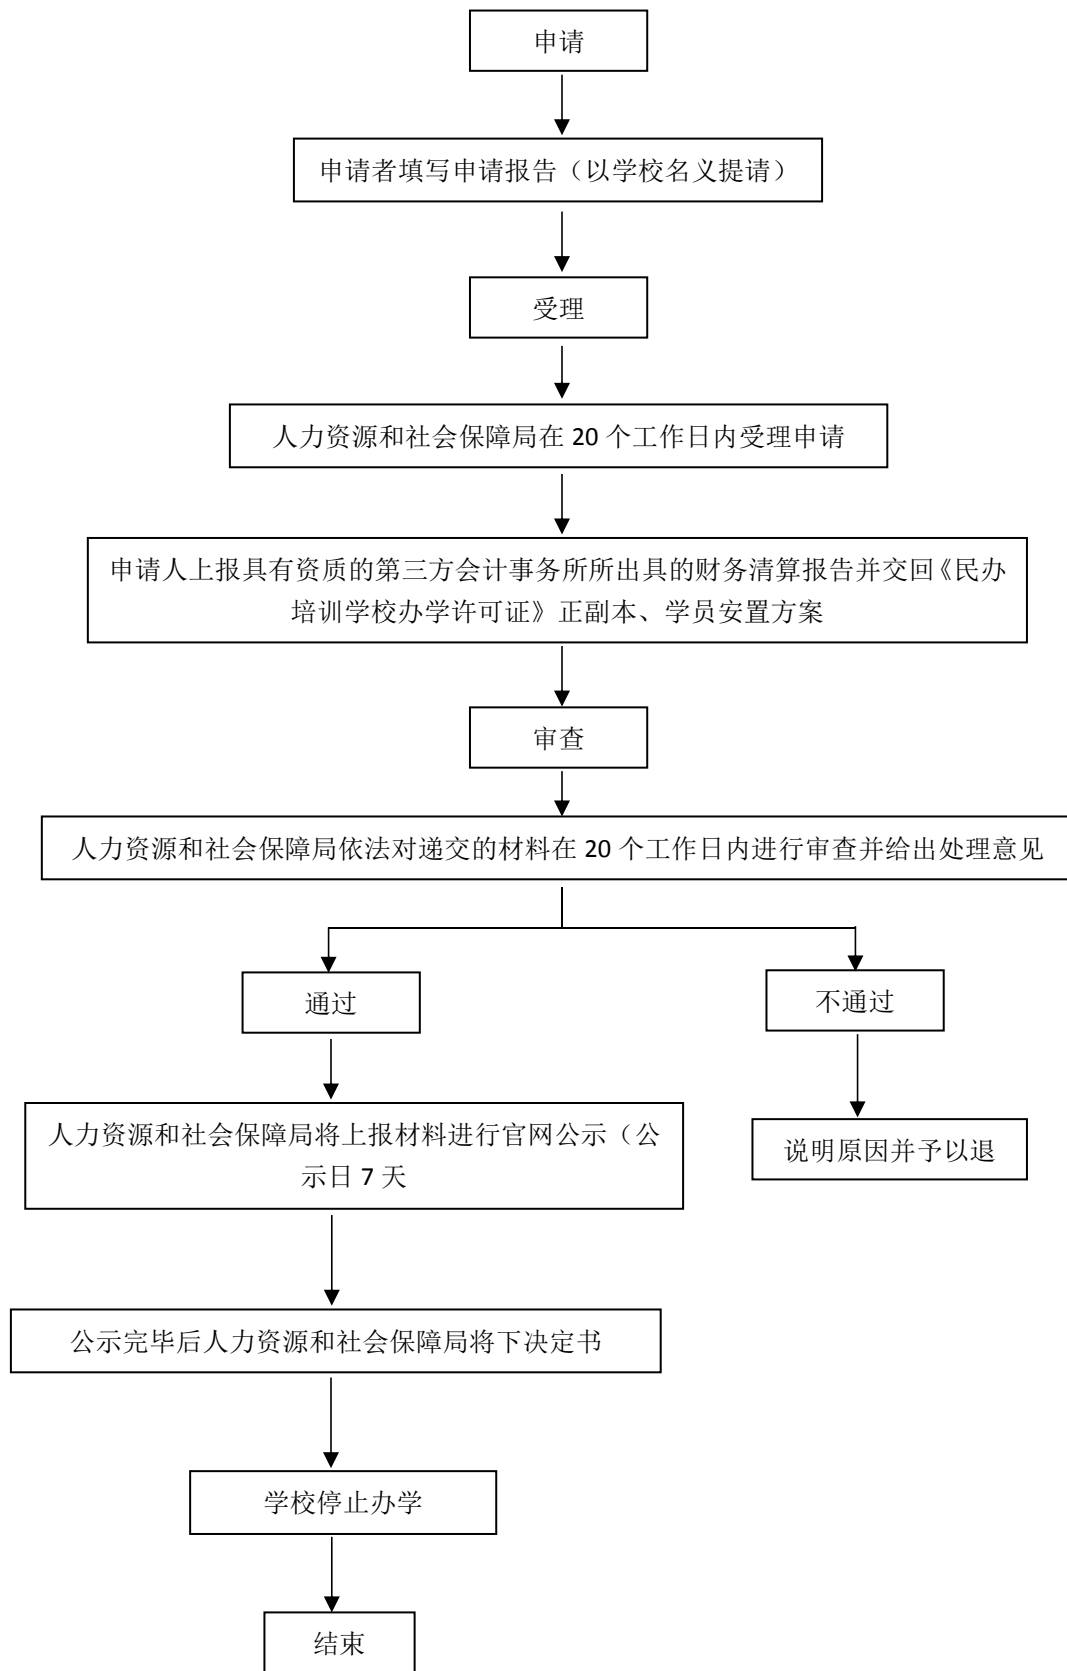 申请
申请者填写申请报告（以学校名义提请）
受理
人力资源和社会保障局在 20 个工作日内受理申请
申请人上报具有资质的第三方会计事务所所出具的财务清算报告并交回《民办
培训学校办学许可证》正副本、学员安置方案
审查
人力资源和社会保障局依法对递交的材料在 20 个工作日内进行审查并给出处理意见
通过
不通过
人力资源和社会保障局将上报材料进行官网公示（公
示日 7 天
说明原因并予以退
公示完毕后人力资源和社会保障局将下决定书
学校停止办学
结束